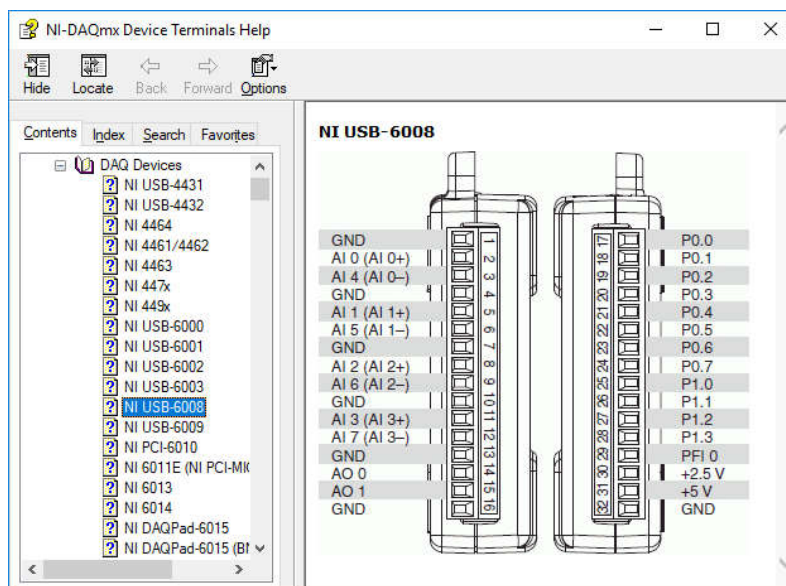 NI-DAQmx Device Terminals Help
Hide Locate Back Forward Options
Contents Index Search Favorites
DAQ Devices
NI USB-4431
NI USB-4432
NI 4464
NI 4461/4462
NI 4463
NI 447x
NI 449x
NI USB-6000
NI USB-6001
NI USB-6002
NI USB-6003
NI USB-6008
NI USB-6009
NI PCI-6010
NI 6011E (NI PCI-MI
NI 6013
NI 6014
NI DAQPad-6015
NI DAQPad-6015 (B
NI USB-6008
GND 1 17 P0.0
AI 0 (AI 0+) 2 18 P0.1
AI 4 (AI 0–) 3 19 P0.2
GND 4 20 P0.3
AI 1 (AI 1+) 5 21 P0.4
AI 5 (AI 1–) 6 22 P0.5
GND 7 23 P0.6
AI 2 (AI 2+) 8 24 P0.7
AI 6 (AI 2–) 9 25 P1.0
GND 10 26 P1.1
AI 3 (AI 3+) 11 27 P1.2
AI 7 (AI 3–) 12 28 P1.3
GND 13 29 PFI 0
AO 0 14 30 +2.5 V
AO 1 15 31 +5 V
GND 16 32 GND